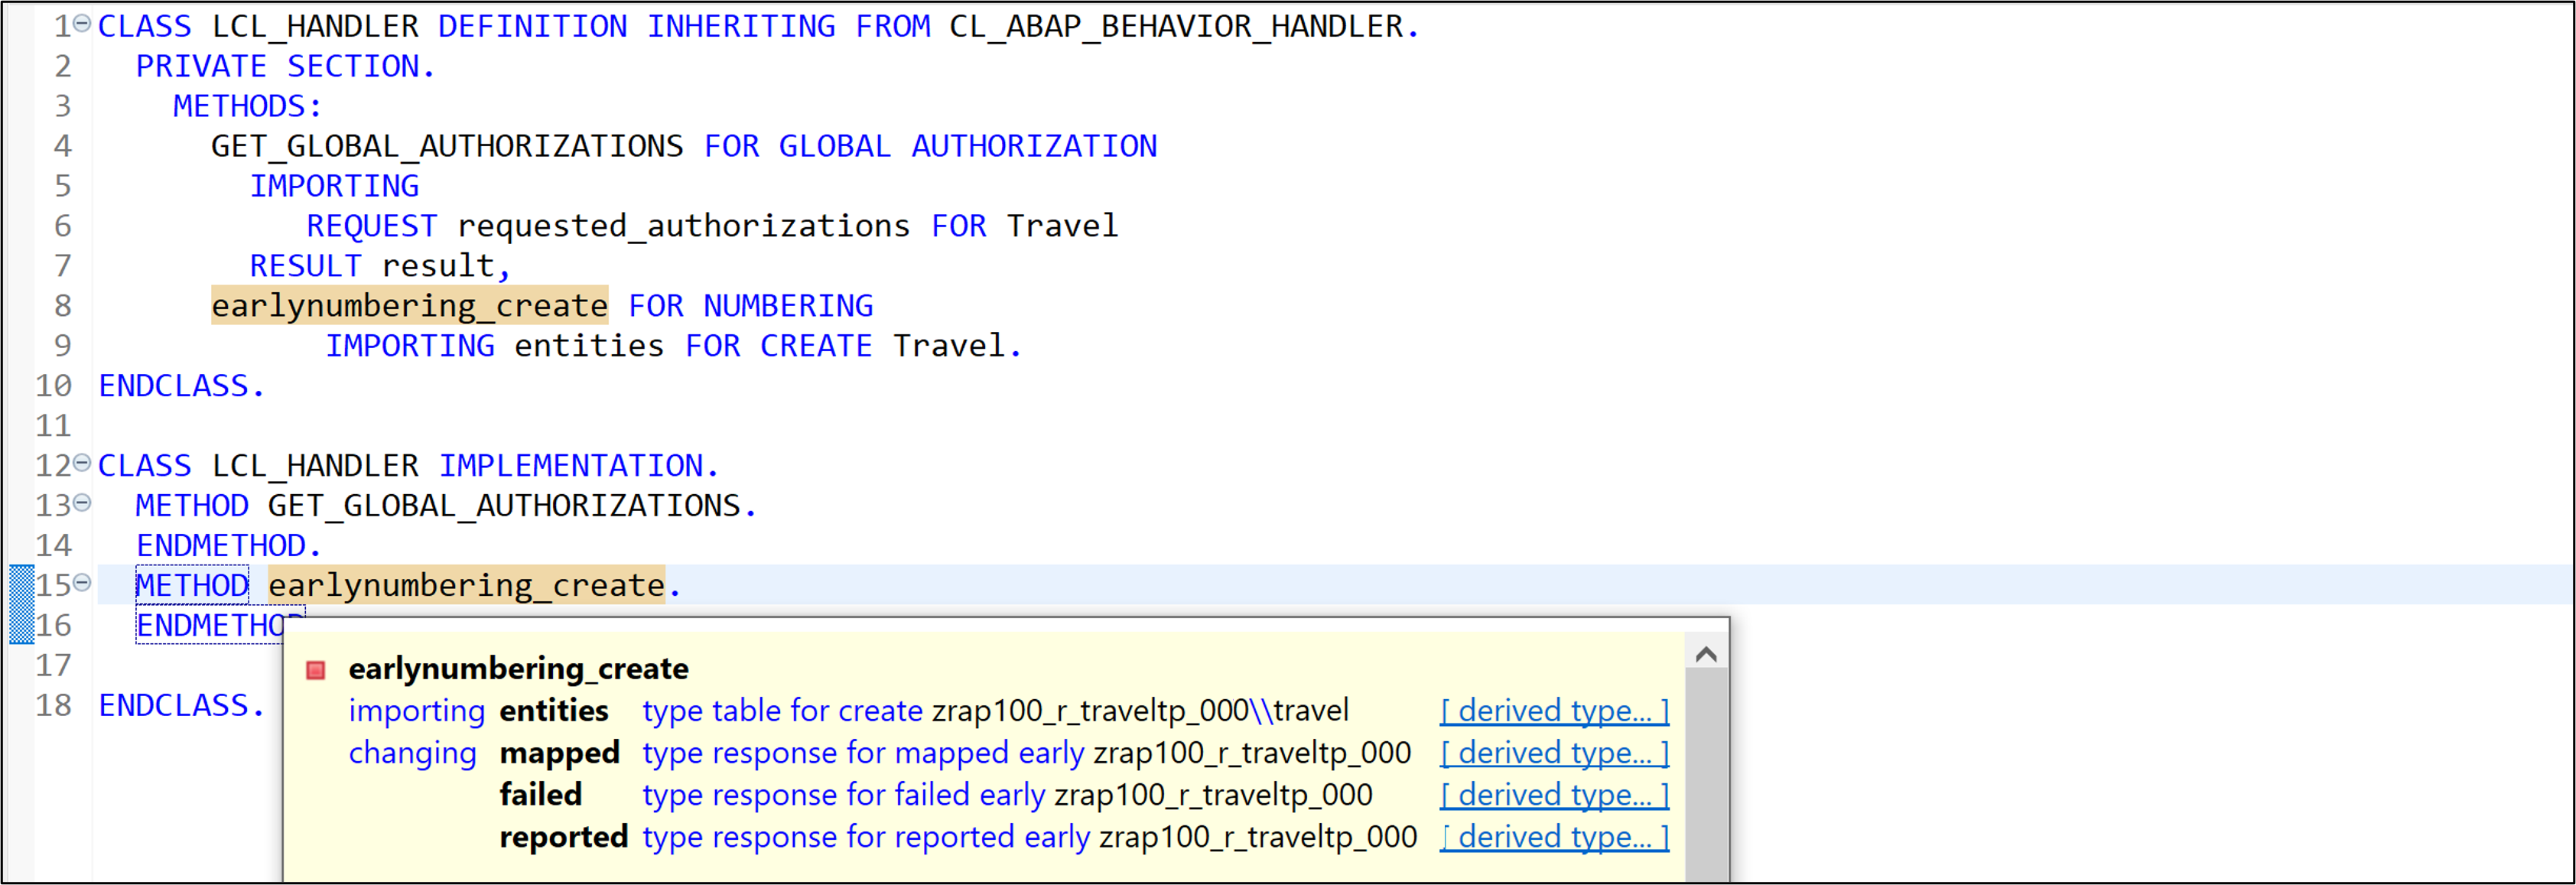 1 CLASS LCL_HANDLER DEFINITION INHERITING FROM CL_ABAP_BEHAVIOR_HANDLER.
2 PRIVATE SECTION.
3 METHODS:
4 GET_GLOBAL_AUTHORIZATIONS FOR GLOBAL AUTHORIZATION
5 IMPORTING
6 REQUEST requested_authorizations FOR Travel
7 RESULT result,
8 earlynumbering_create FOR NUMBERING
9 IMPORTING entities FOR CREATE Travel.
10 ENDCLASS.
11
12 CLASS LCL_HANDLER IMPLEMENTATION.
13 METHOD GET_GLOBAL_AUTHORIZATIONS.
14 ENDMETHOD.
15 METHOD earlynumbering_create.
16 ENDMETHOD
17
18 ENDCLASS.
earlynumbering_create
importing entities type table for create zrap100_r_traveltp_000\\travel [ derived type... ]
changing mapped type response for mapped early zrap100_r_traveltp_000 [ derived type... ]
failed type response for failed early zrap100_r_traveltp_000 [ derived type... ]
reported type response for reported early zrap100_r_traveltp_000 [ derived type... ]